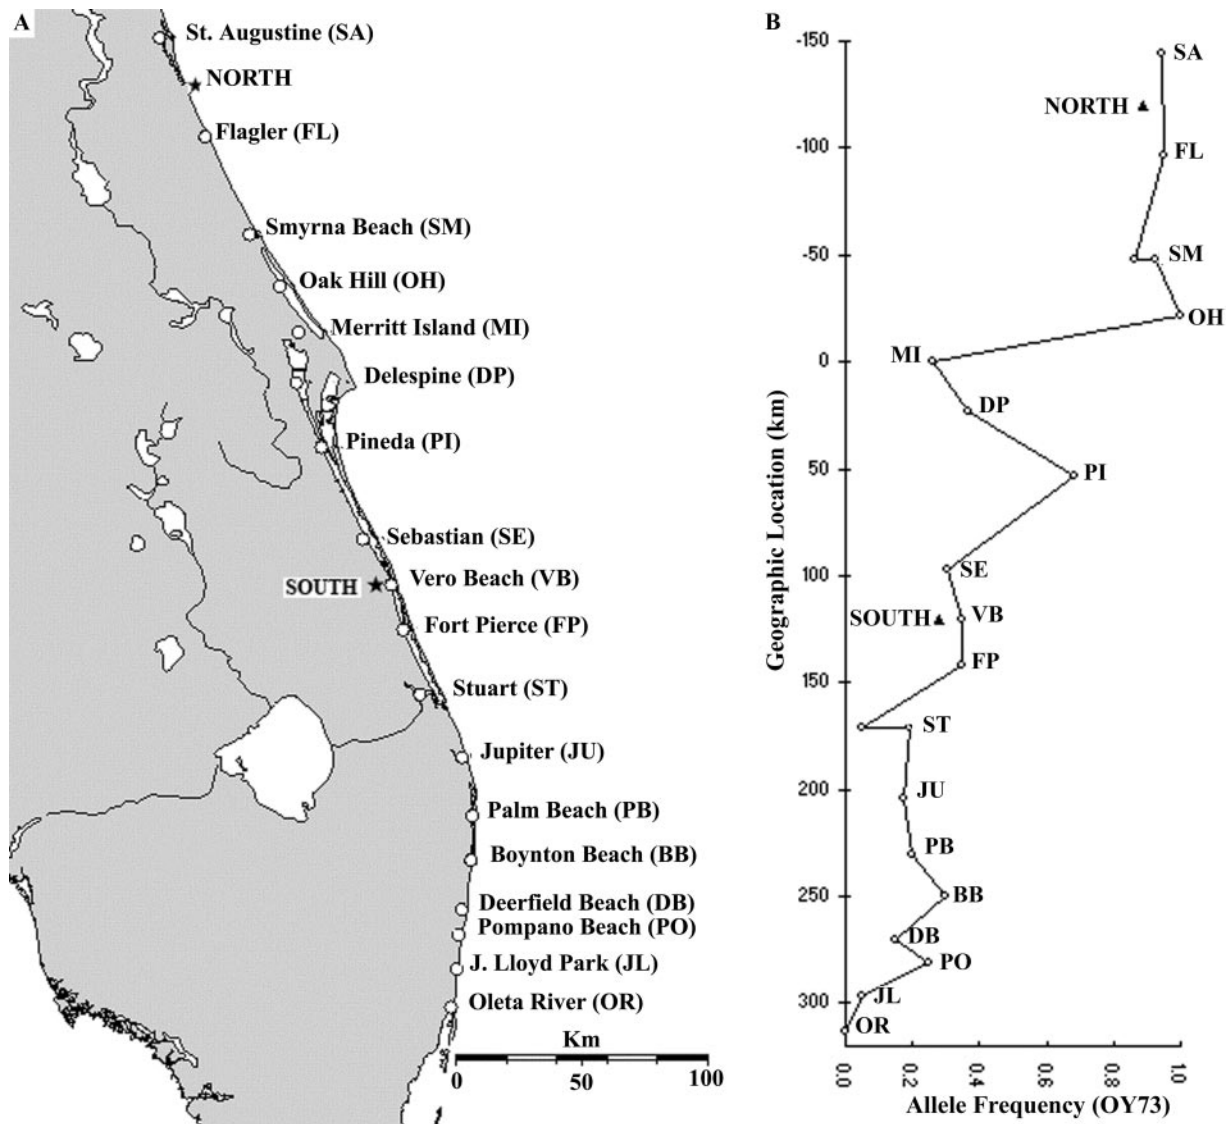 A
St. Augustine (SA)
NORTH
Flagler (FL)
Smyrna Beach (SM)
Oak Hill (OH)
Merritt Island (MI)
Delespine (DP)
Pineda (PI)
Sebastian (SE)
SOUTH
Vero Beach (VB)
Fort Pierce (FP)
Stuart (ST)
Jupiter (JU)
Palm Beach (PB)
Boynton Beach (BB)
Deerfield Beach (DB)
Pompano Beach (PO)
J. Lloyd Park (JL)
Oleta River (OR)
Km
0 50 100
B
-150
-100
-50
0
50
100
150
200
250
300
Geographic Location (km)
SA
NORTH
FL
SM
OH
MI
DP
PI
SE
SOUTH
VB
FP
ST
JU
PB
BB
DB
PO
JL
OR
0.0 0.2 0.4 0.6 0.8 1.0
Allele Frequency (OY73)